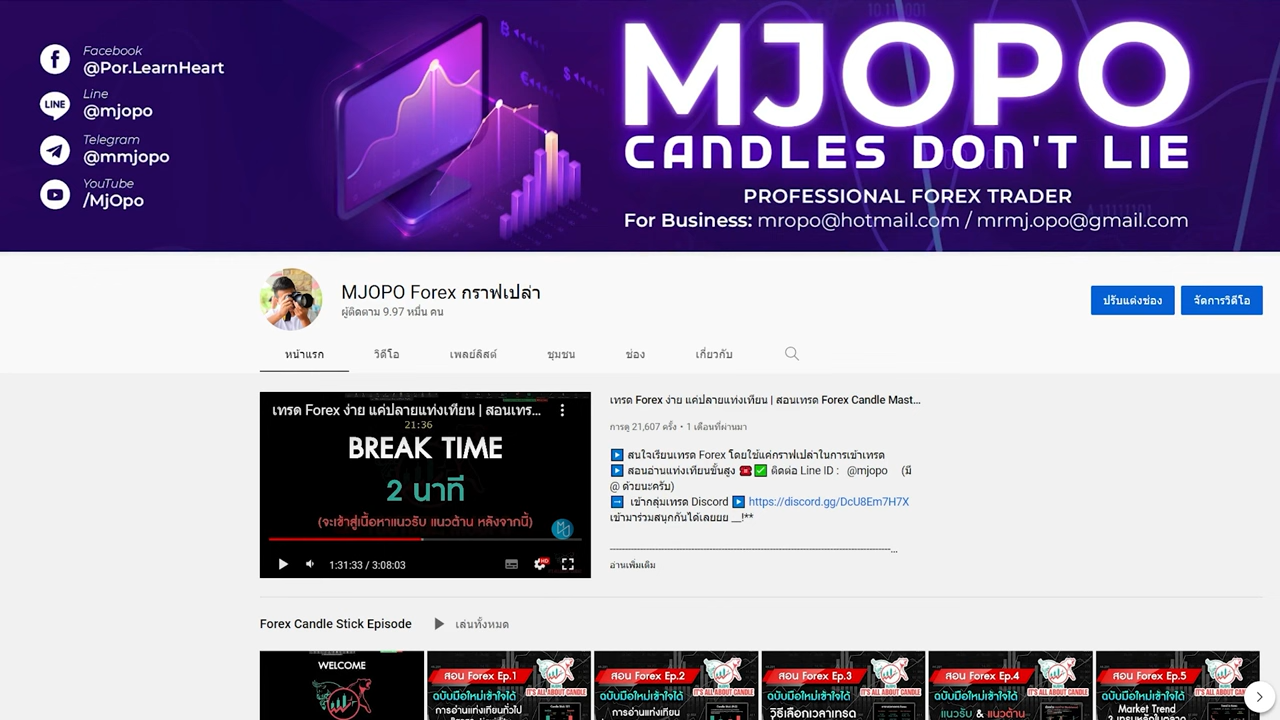 Facebook
@Por.LearnHeart
Line
LINE
@mjopo
Telegram
@mmjopo
YouTube
/MjOpo
MJOPO
CANDLES DON'T LIE
PROFESSIONAL FOREX TRADER
For Business: mropo@hotmail.com / mrmj.opo@gmail.com
MJOPO Forex กราฟเปล่า
ผู้ติดตาม 9.97 หมื่น คน
ปรับแต่งช่อง
จัดการวิดีโอ
หน้าแรก วิดีโอ เพลย์ลิสต์ ชุมชน ช่อง เกี่ยวกับ
เทรด Forex ง่าย แค่ปลายแท่งเทียน | สอนเทร...
21:36
BREAK TIME
2 นาที
(จะเข้าสู่เนื้อหาแนวรับ แนวต้าน หลังจากนี้)
1:31:33 / 3:08:03
HD
เทรด Forex ง่าย แค่ปลายแท่งเทียน | สอนเทรด Forex Candle Mast...
การดู 21,607 ครั้ง • 1 เดือนที่ผ่านมา
สนใจเรียนเทรด Forex โดยใช้แค่กราฟเปล่าในการเข้าเทรด
สอนอ่านแท่งเทียนขั้นสูง ติดต่อ Line ID : @mjopo (มี
@ ด้วยนะครับ)
เข้ากลุ่มเทรด Discord https://discord.gg/DcU8Em7H7X
เข้ามาร่วมสนุกกันได้เลยยย __!**
อ่านเพิ่มเติม
Forex Candle Stick Episode
เล่นทั้งหมด
WELCOME
สอน Forex Ep.1
ฉบับมือใหม่เข้าใจได้
IT'S ALL ABOUT CANDLE
การอ่านแท่งเทียนทั่วไป
สอน Forex Ep.2
ฉบับมือใหม่เข้าใจได้
IT'S ALL ABOUT CANDLE
การอ่านแท่งเทียน
สอน Forex Ep.3
ฉบับมือใหม่เข้าใจได้
IT'S ALL ABOUT CANDLE
วิธีเลือกเวลาเทรด
สอน Forex Ep.4
ฉบับมือใหม่เข้าใจได้
IT'S ALL ABOUT CANDLE
แนวรับ & แนวต้าน
สอน Forex Ep.5
ฉบับมือใหม่เข้าใจได้
IT'S ALL ABOUT CANDLE
Market Trend